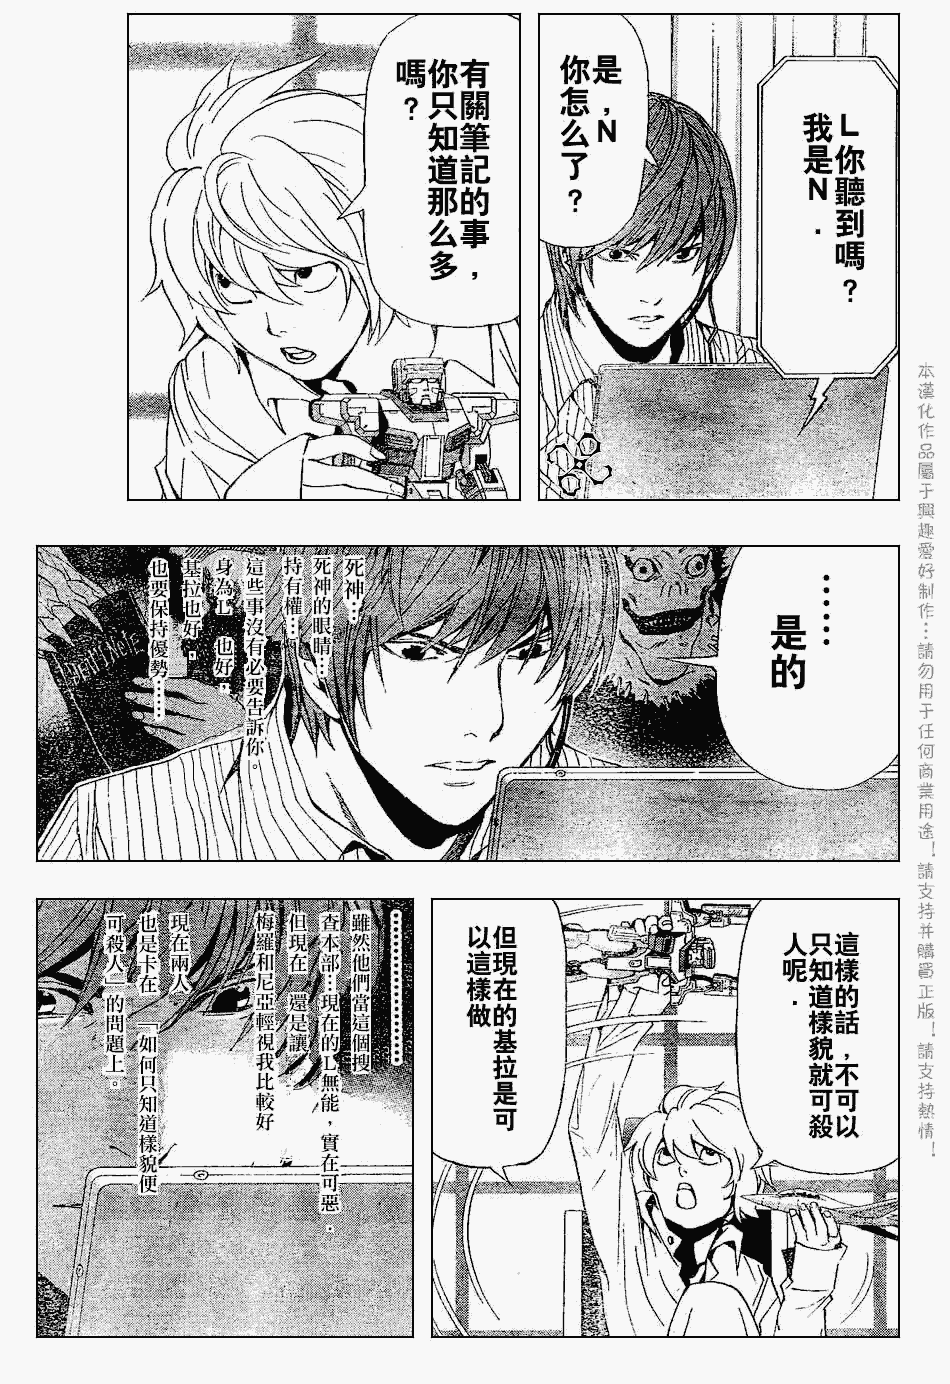 L你聽到嗎?
我是N.
是,N
你怎么了?
有關筆記的事,
你只知道那么多
嗎?
……
是的
死神…
死神的眼睛…
持有權…
這些事沒有必要告訴你。
身為L 也好.
基拉也好,
也要保持優勢……
DEATH NOTE
這樣的話,不可以
只知道樣貌就可殺
人呢.
但現在的基拉是可
以這樣做
………………
雖然他們當這個搜
查本部…現在的L無能,實在可惡.
但現在 還是讓
梅羅和尼亞輕視我比較好
現在兩人
也是卡在 「如何只知道樣貌便
可殺人」的問題上。
本漢化作品屬于興趣愛好制作…請勿用于任何商業用途!請支持并購買正版!請支持熱情!